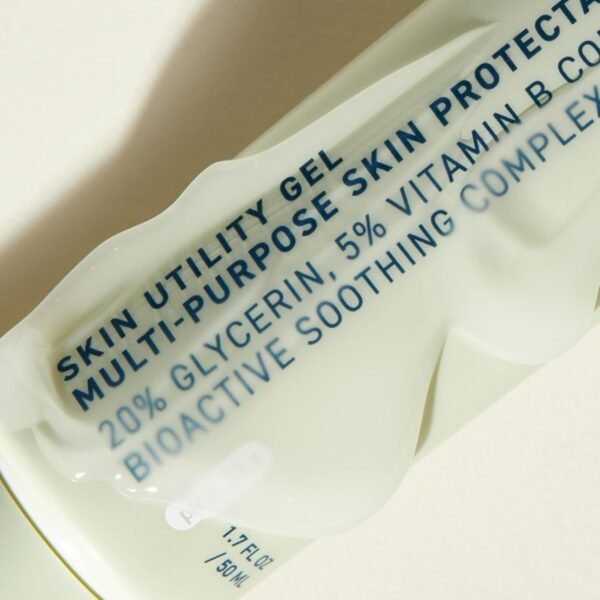 SKIN UTILITY GEL
MULTI-PURPOSE SKIN PROTECTA
20% GLYCERIN, 5% VITAMIN B CO
BIOACTIVE SOOTHING COMPLEX
1.7 FL OZ
/ 50 ML